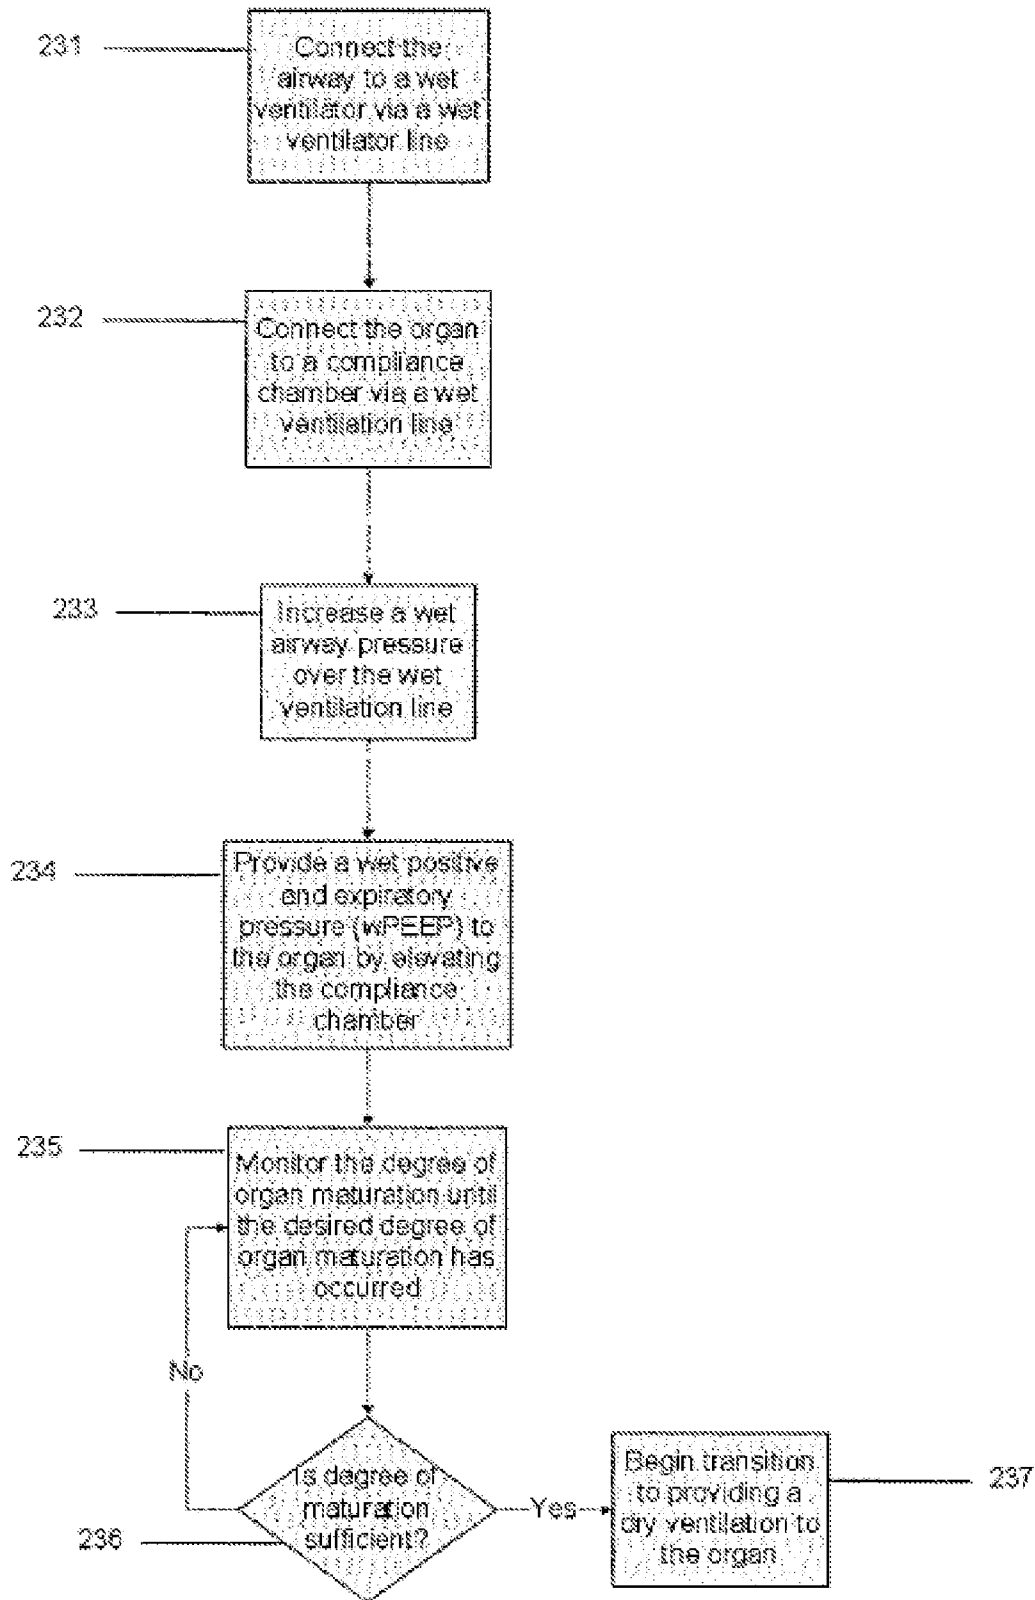 231
Connect the
airway to a wet
ventilator via a wet
ventilator line
232
Connect the organ
to a compliance
chamber via a wet
ventilation line
233
Increase a wet
airway pressure
over the wet
ventilation line
234
Provide a wet positive
and expiratory
pressure (wPEEP) to
the organ by elevating
the compliance
chamber
235
Monitor the degree of
organ maturation until
the desired degree of
organ maturation has
occurred
No
Is degree of
maturation
sufficient?
236
Yes
Begin transition
to providing a
dry ventilation to
the organ
237